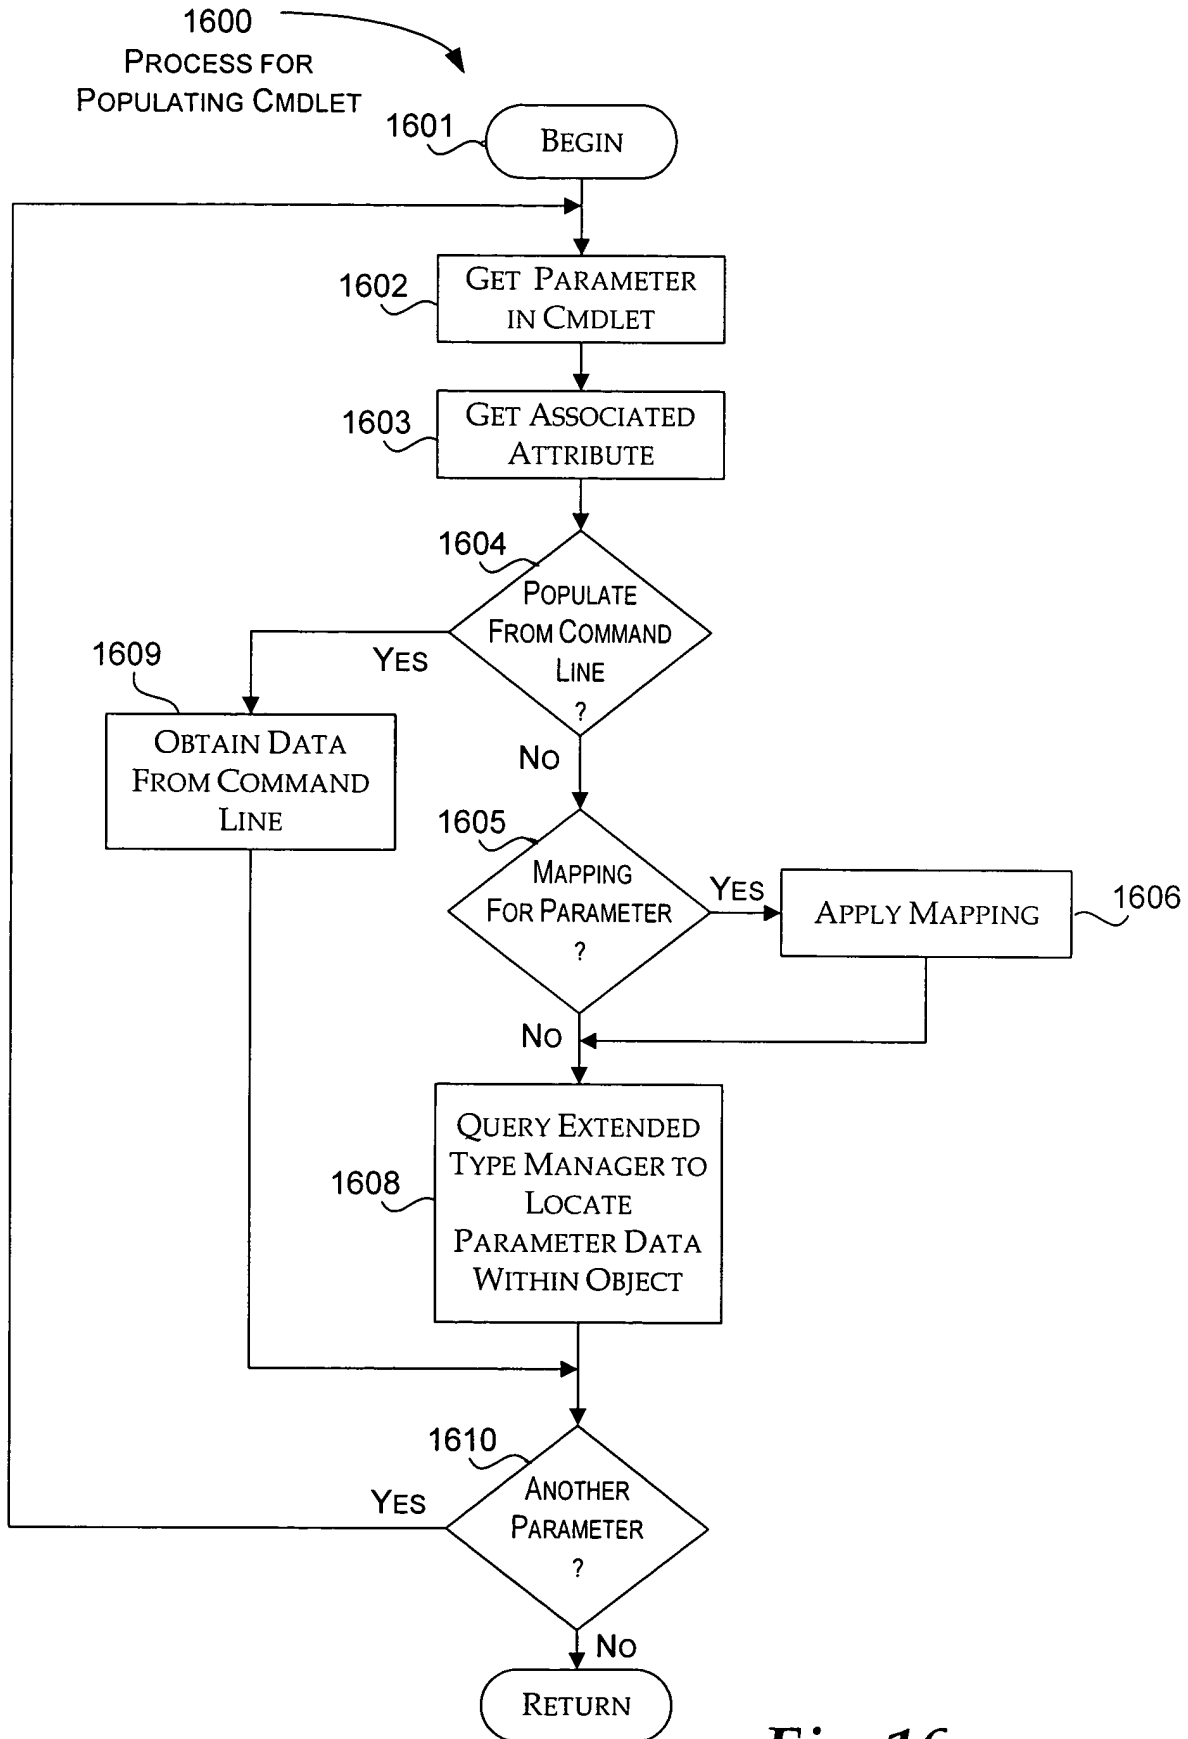 1600
PROCESS FOR
POPULATING CMDLET
1601
BEGIN
1602
GET PARAMETER
IN CMDLET
1603
GET ASSOCIATED
ATTRIBUTE
1604
POPULATE
FROM COMMAND
LINE
?
YES
1609
OBTAIN DATA
FROM COMMAND
LINE
NO
1605
MAPPING
FOR PARAMETER
?
YES
APPLY MAPPING
1606
NO
1608
QUERY EXTENDED
TYPE MANAGER TO
LOCATE
PARAMETER DATA
WITHIN OBJECT
1610
ANOTHER
PARAMETER
?
YES
NO
RETURN
Fig. 16